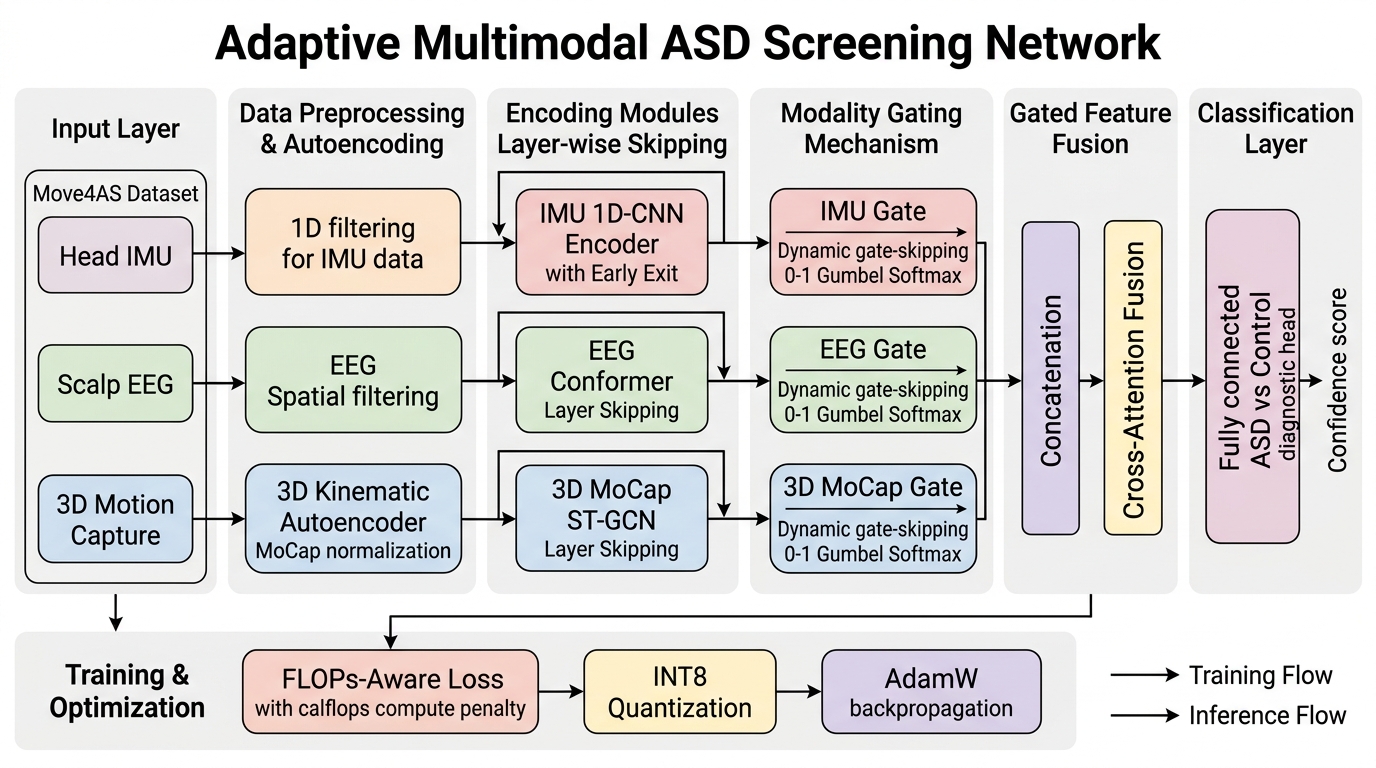 Adaptive Multimodal ASD Screening Network
Input Layer
Move4AS Dataset
Head IMU
Scalp EEG
3D Motion
Capture
Data Preprocessing
& Autoencoding
1D filtering
for IMU data
EEG
Spatial filtering
3D Kinematic
Autoencoder
MoCap normalization
Encoding Modules
Layer-wise Skipping
IMU 1D-CNN
Encoder
with Early Exit
EEG
Conformer
Layer Skipping
3D MoCap
ST-GCN
Layer Skipping
Modality Gating
Mechanism
IMU Gate
Dynamic gate-skipping
0-1 Gumbel Softmax
EEG Gate
Dynamic gate-skipping
0-1 Gumbel Softmax
3D MoCap Gate
Dynamic gate-skipping
0-1 Gumbel Softmax
Gated Feature
Fusion
Concatenation
Cross-Attention Fusion
Classification
Layer
Fully connected
ASD vs Control
diagnostic head
Confidence score
Training &
Optimization
FLOPs-Aware Loss
with calflops compute penalty
INT8
Quantization
AdamW
backpropagation
Training Flow
Inference Flow